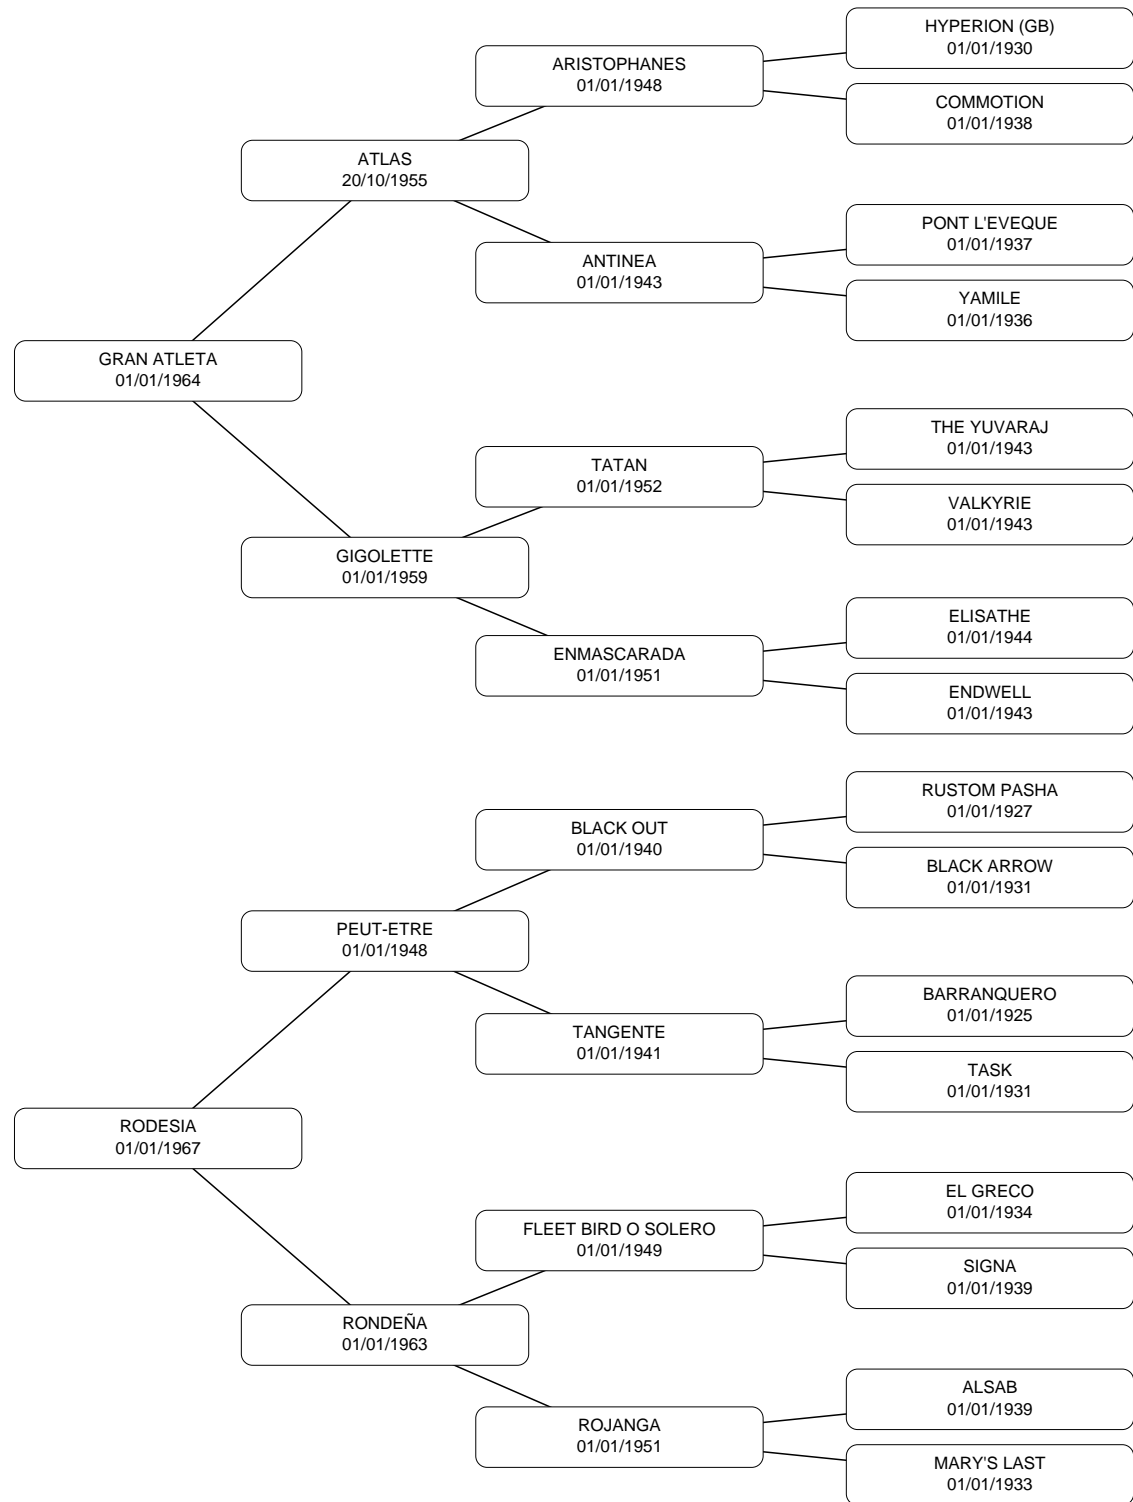 HYPERION (GB)
01/01/1930
ARISTOPHANES
01/01/1948
COMMOTION
01/01/1938
ATLAS
20/10/1955
PONT L'EVEQUE
01/01/1937
ANTINEA
01/01/1943
YAMILE
01/01/1936
GRAN ATLETA
01/01/1964
THE YUVARAJ
01/01/1943
TATAN
01/01/1952
VALKYRIE
01/01/1943
GIGOLETTE
01/01/1959
ELISATHE
01/01/1944
ENMASCARADA
01/01/1951
ENDWELL
01/01/1943
RUSTOM PASHA
01/01/1927
BLACK OUT
01/01/1940
BLACK ARROW
01/01/1931
PEUT-ETRE
01/01/1948
BARRANQUERO
01/01/1925
TANGENTE
01/01/1941
TASK
01/01/1931
RODESIA
01/01/1967
EL GRECO
01/01/1934
FLEET BIRD O SOLERO
01/01/1949
SIGNA
01/01/1939
RONDEÑA
01/01/1963
ALSAB
01/01/1939
ROJANGA
01/01/1951
MARY'S LAST
01/01/1933